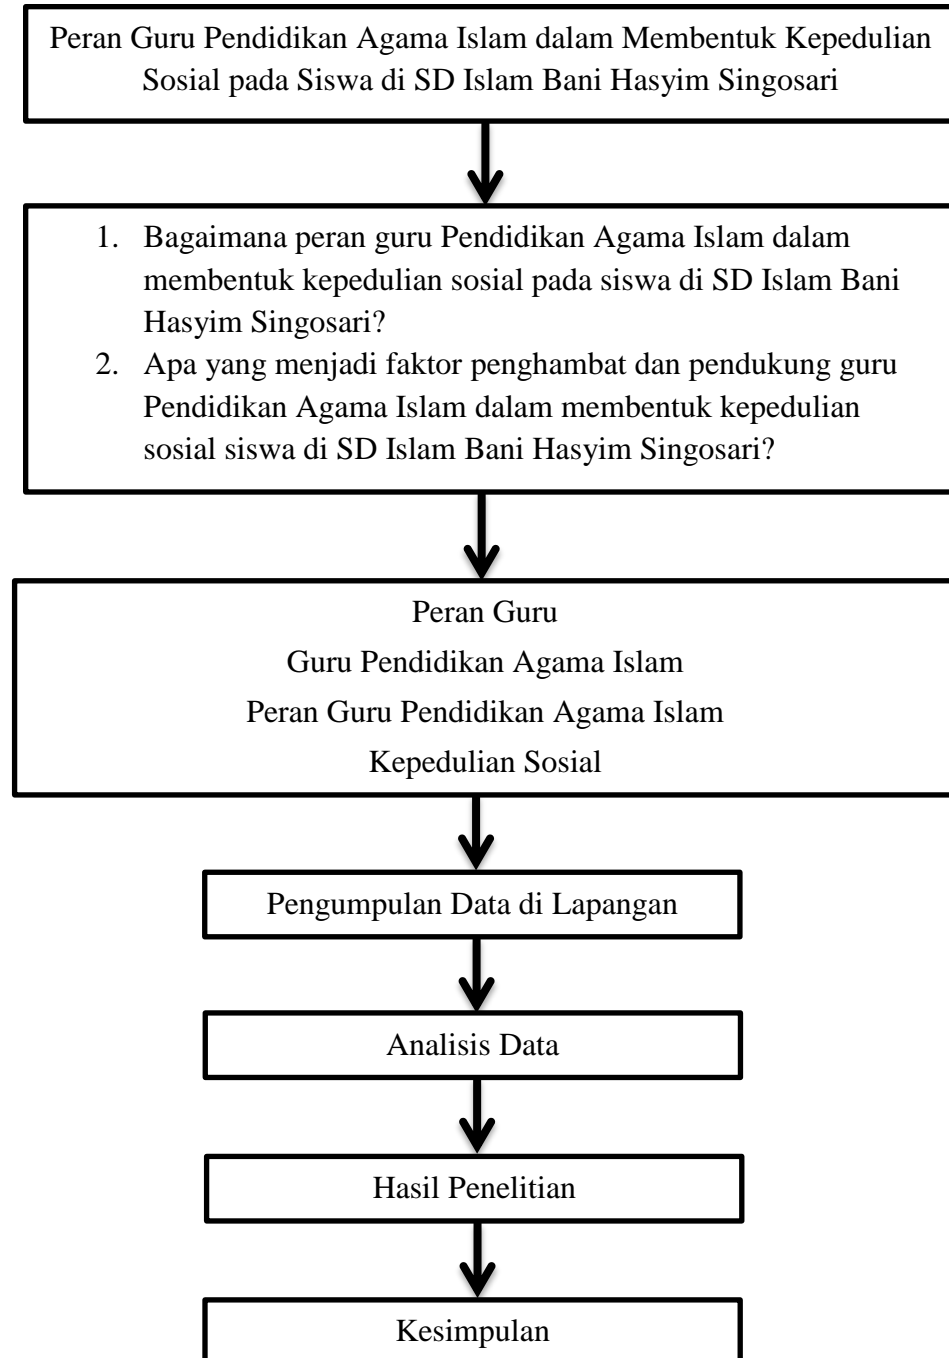 Peran Guru Pendidikan Agama Islam dalam Membentuk Kepedulian
Sosial pada Siswa di SD Islam Bani Hasyim Singosari
1. Bagaimana peran guru Pendidikan Agama Islam dalam
membentuk kepedulian sosial pada siswa di SD Islam Bani
Hasyim Singosari?
2. Apa yang menjadi faktor penghambat dan pendukung guru
Pendidikan Agama Islam dalam membentuk kepedulian
sosial siswa di SD Islam Bani Hasyim Singosari?
Peran Guru
Guru Pendidikan Agama Islam
Peran Guru Pendidikan Agama Islam
Kepedulian Sosial
Pengumpulan Data di Lapangan
Analisis Data
Hasil Penelitian
Kesimpulan